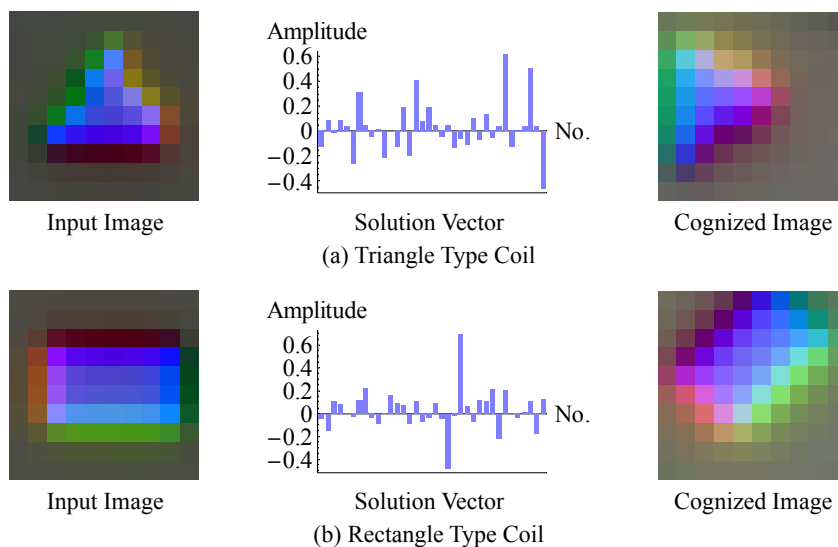 Amplitude
0.6
0.4
0.2
0
−0.2
−0.4
No.
Input Image
Solution Vector
Cognized Image
(a) Triangle Type Coil
Amplitude
0.6
0.4
0.2
0
−0.2
−0.4
No.
Input Image
Solution Vector
Cognized Image
(b) Rectangle Type Coil